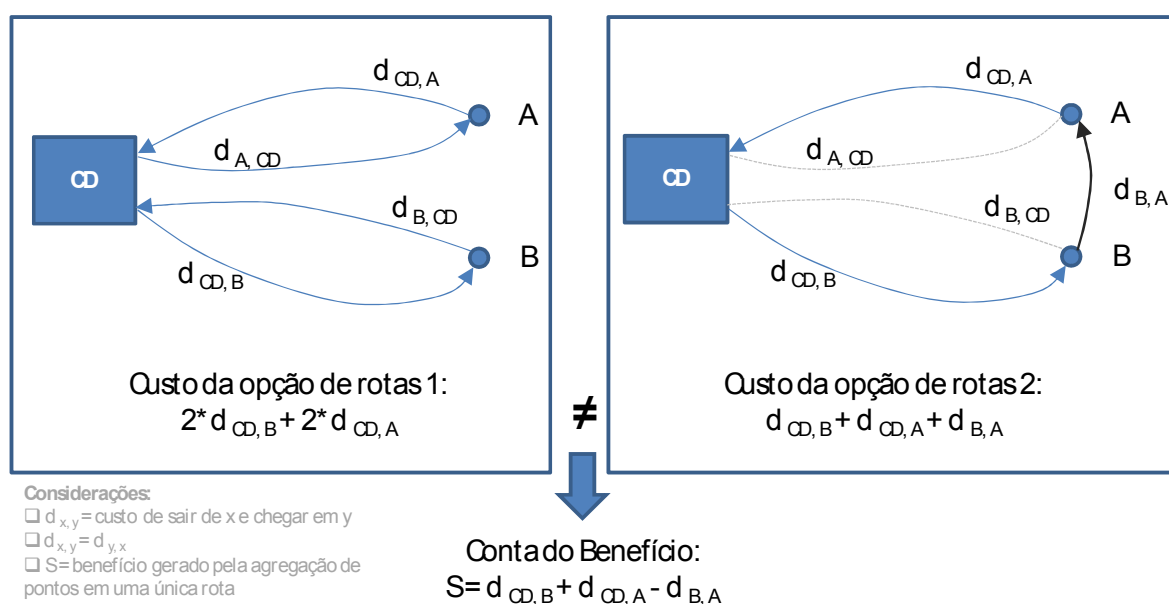 d CD, A
A
d A, CD
CD
d B, CD
B
d CD, B
Custo da opção de rotas 1:
2* d CD, B + 2* d CD, A
d CD, A
A
d A, CD
CD
d B, A
d B, CD
B
d CD, B
Custo da opção de rotas 2:
d CD, B + d CD, A + d B, A
≠
Considerações:
❑ d x, y = custo de sair de x e chegar em y
❑ d x, y = d y, x
❑ S= benefício gerado pela agregação de
pontos em uma única rota
Conta do Benefício:
S= d CD, B + d CD, A - d B, A